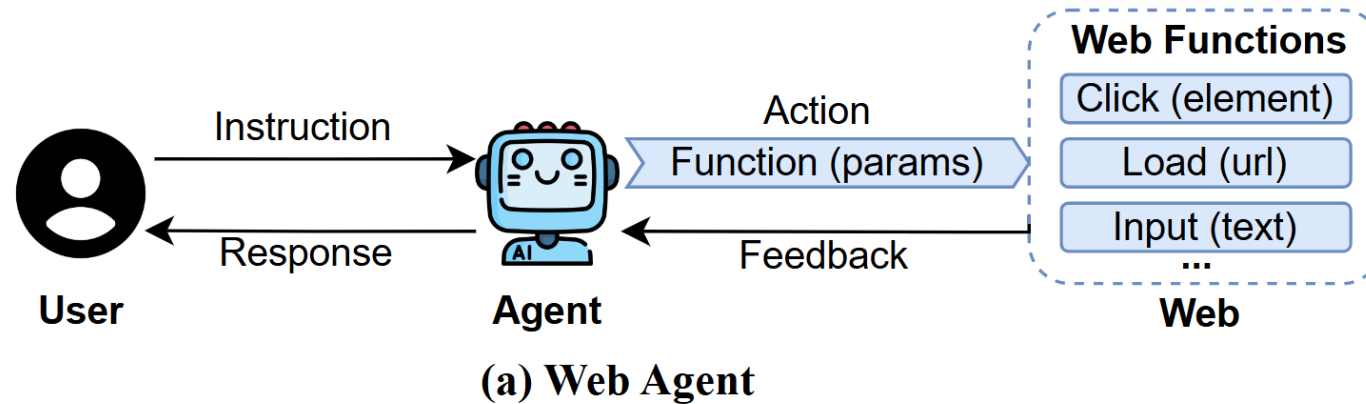 Web Functions
Click (element)
Load (url)
Input (text)
...
Instruction
Action
Function (params)
Response
Feedback
AI
User
Agent
Web
(a) Web Agent